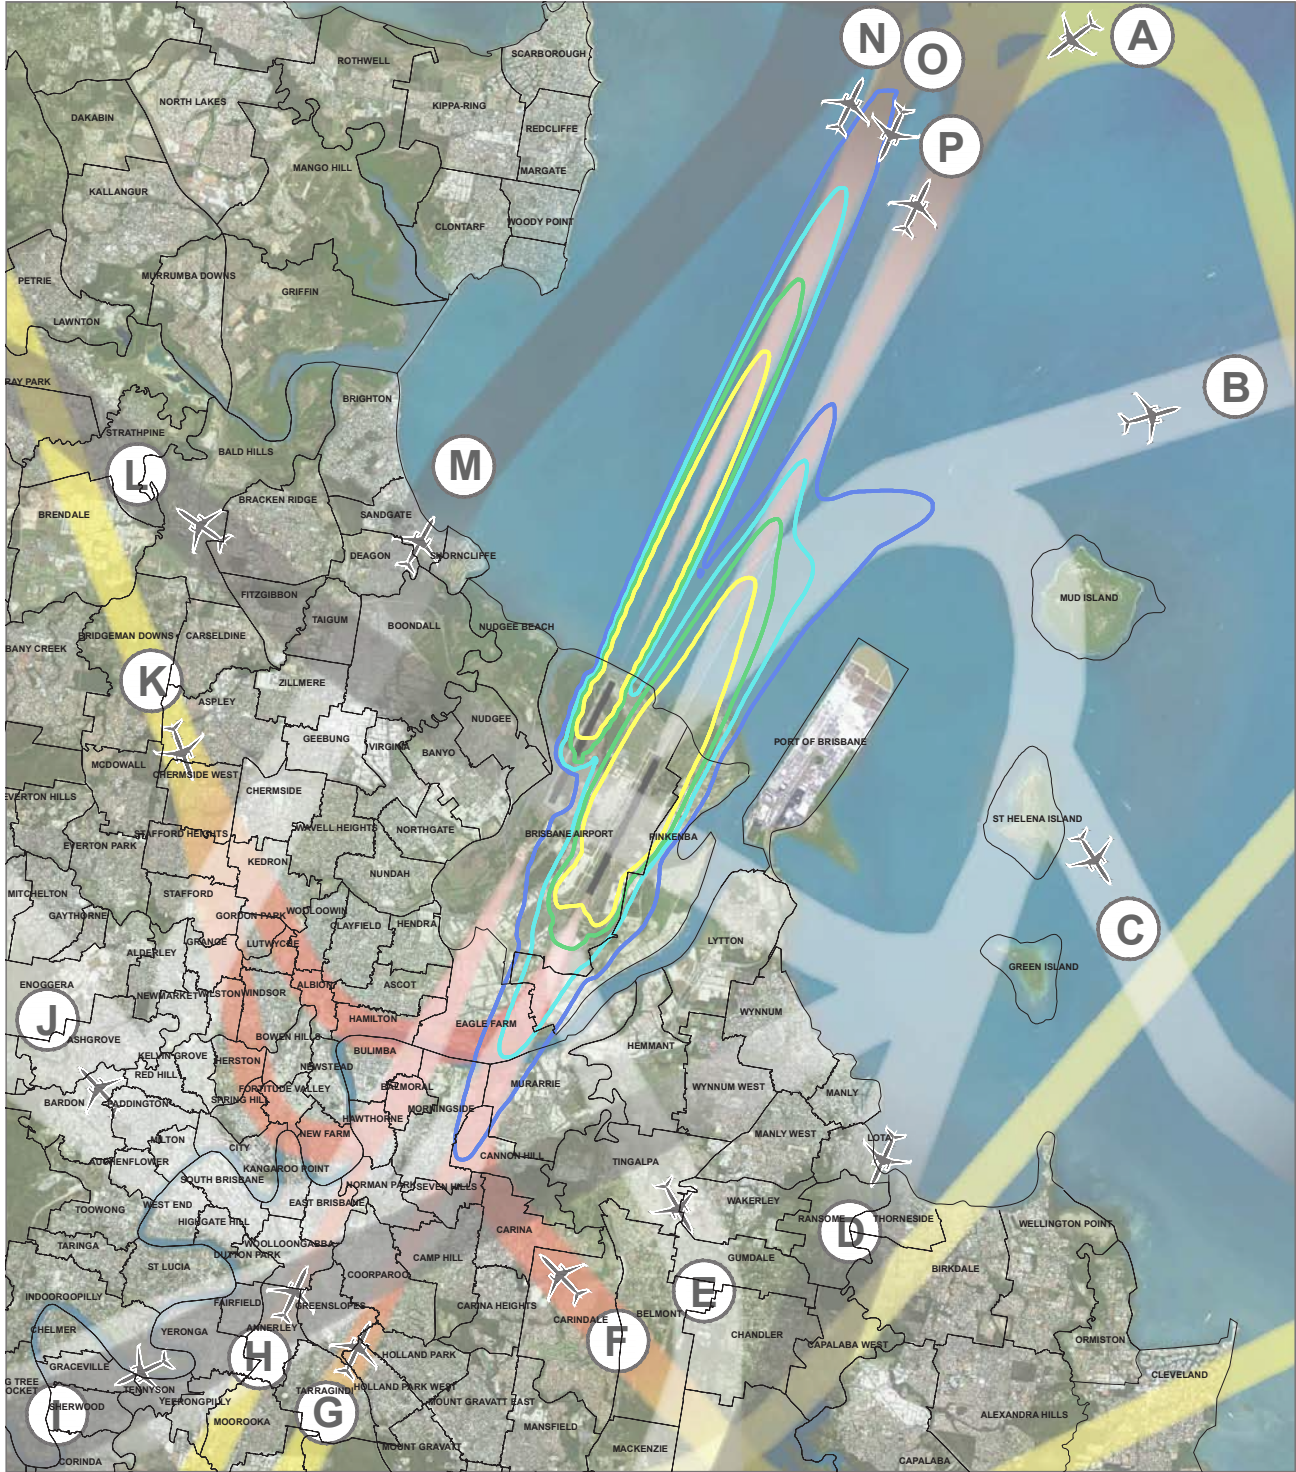 N
O
A
P
B
C
D
E
F
G
H
I
J
K
L
M
SCARBOROUGH
ROTHWELL
NORTH LAKES
KIPPA-RING
DAKABIN
REDCLIFFE
MANGO HILL
MARGATE
KALLANGUR
CLONTARF
WOODY POINT
MURRUMBA DOWNS
PETRIE
GRIFFIN
LAWNTON
RAY PARK
BRIGHTON
STRATHPINE
BALD HILLS
BRENDALE
BRACKEN RIDGE
SANDGATE
DEAGON
SHORNCLIFFE
FITZGIBBON
TAIGUM
BOONDALL
NUDGEE BEACH
MUD ISLAND
BRIDGEMAN DOWNS
CARSELDINE
BANY CREEK
ZILLMERE
ASPLEY
NUDGEE
GEEBUNG
VIRGINIA
BANYO
PORT OF BRISBANE
MCDOWALL
CHERMSIDE WEST
CHERMSIDE
EVERTON HILLS
STAFFORD HEIGHTS
WAVELL HEIGHTS
NORTHGATE
BRISBANE AIRPORT
PINKENBA
ST HELENA ISLAND
EVERTON PARK
KEDRON
NUNDAH
MITCHELTON
STAFFORD
GAYTHORNE
GORDON PARK
WOOLOOWIN
CLAYFIELD
HENDRA
ALDERLEY
GRANGE
LUTWYCHE
LYTTON
GREEN ISLAND
ENOGGERA
NEWMARKET
WILSTON
WINDSOR
ALBION
ASCOT
WYNNUM
HAMILTON
EAGLE FARM
ASHGROVE
BOWEN HILLS
BULIMBA
HEMMANT
KELVIN GROVE
HERSTON
RED HILL
NEWSTEAD
BALMORAL
MURARRIE
WYNNUM WEST
MANLY
BARDON
PADDINGTON
SPRING HILL
FORTITUDE VALLEY
HAWTHORNE
MORNINGSIDE
MILTON
CITY
NEW FARM
MANLY WEST
LOTA
AUCHENFLOWER
KANGAROO POINT
CANNON HILL
TINGALPA
SOUTH BRISBANE
NORMAN PARK
SEVEN HILLS
TOOWONG
WEST END
EAST BRISBANE
WAKERLEY
HIGHGATE HILL
RANSOME
THORNESIDE
WELLINGTON POINT
CARINA
TARINGA
DUTTON PARK
WOOLLOONGABBA
CAMP HILL
GUMDALE
ST LUCIA
COORPAROO
BIRKDALE
INDOOROOPILLY
FAIRFIELD
GREENSLOPES
CARINA HEIGHTS
CARINDALE
BELMONT
CHELMER
YERONGA
ANNERLEY
CHANDLER
CAPALABA WEST
ORMISTON
GRACEVILLE
HOLLAND PARK
CLEVELAND
G TREE
OCKET
TENNYSON
TARRAGINDI
HOLLAND PARK WEST
SHERWOOD
YEERONGPILLY
MOUNT GRAVATT EAST
MOOROOKA
MANSFIELD
ALEXANDRA HILLS
MOUNT GRAVATT
MACKENZIE
CORINDA
CAPALABA